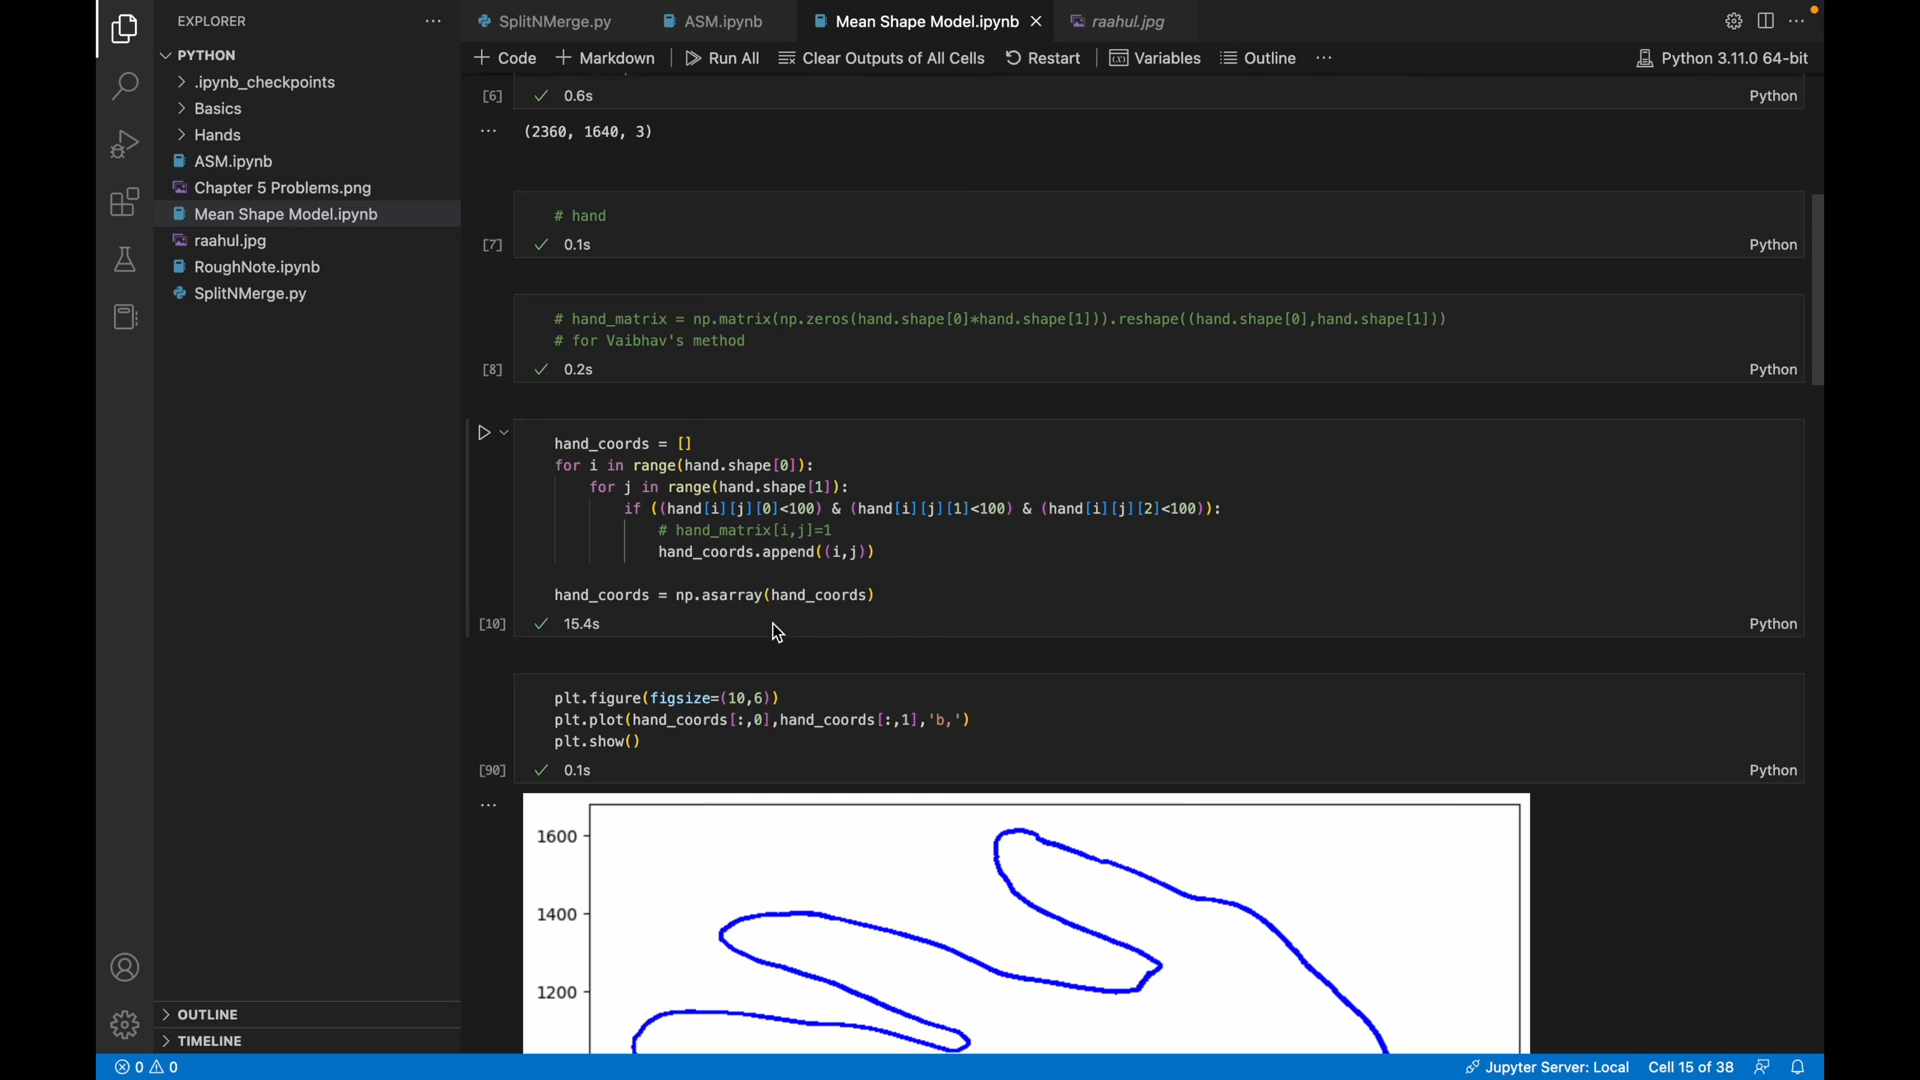 EXPLORER
PYTHON
.ipynb_checkpoints
Basics
Hands
ASM.ipynb
Chapter 5 Problems.png
Mean Shape Model.ipynb
raahul.jpg
RoughNote.ipynb
SplitNMerge.py
OUTLINE
TIMELINE
SplitNMerge.py ASM.ipynb Mean Shape Model.ipynb raahul.jpg
Code Markdown Run All Clear Outputs of All Cells Restart Variables Outline Python 3.11.0 64-bit
[6] 0.6s Python
(2360, 1640, 3)
# hand
[7] 0.1s Python
# hand_matrix = np.matrix(np.zeros(hand.shape[0]*hand.shape[1])).reshape((hand.shape[0],hand.shape[1]))
# for Vaibhav's method
[8] 0.2s Python
hand_coords = []
for i in range(hand.shape[0]):
for j in range(hand.shape[1]):
if ((hand[i][j][0]<100) & (hand[i][j][1]<100) & (hand[i][j][2]<100)):
# hand_matrix[i,j]=1
hand_coords.append((i,j))
hand_coords = np.asarray(hand_coords)
[10] 15.4s Python
plt.figure(figsize=(10,6))
plt.plot(hand_coords[:,0],hand_coords[:,1],'b,')
plt.show()
[90] 0.1s Python
1600
1400
1200
0 0 Jupyter Server: Local Cell 15 of 38